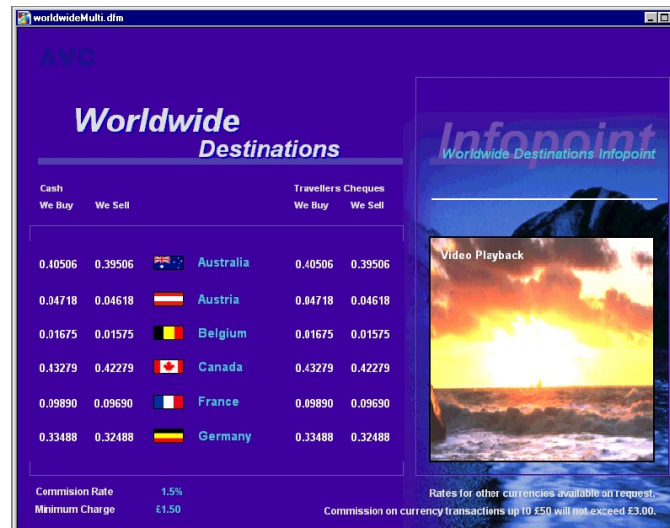 worldwideMulti.dfm
AVC
Worldwide
Destinations
Infopoint
Worldwide Destinations Infopoint
Cash
Travellers Cheques
We Buy We Sell
We Buy We Sell
Video Playback
0.40506 0.39506 Australia 0.40506 0.39506
0.04718 0.04618 Austria 0.04718 0.04618
0.01675 0.01575 Belgium 0.01675 0.01575
0.43279 0.42279 Canada 0.43279 0.42279
0.09890 0.09690 France 0.09890 0.09690
0.33488 0.32488 Germany 0.33488 0.32488
Commision Rate 1.5%
Minimum Charge £1.50
Rates for other currencies available on request.
Commission on currency transactions up to £50 will not exceed £3.00.